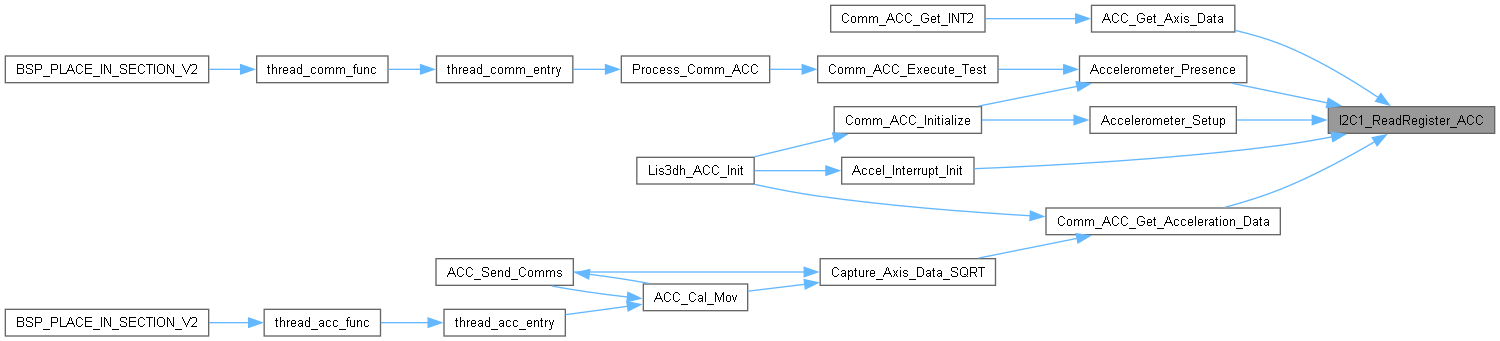 Comm_ACC_Get_INT2
ACC_Get_Axis_Data
BSP_PLACE_IN_SECTION_V2
thread_comm_func
thread_comm_entry
Process_Comm_ACC
Comm_ACC_Execute_Test
Accelerometer_Presence
Comm_ACC_Initialize
Accelerometer_Setup
I2C1_ReadRegister_ACC
Lis3dh_ACC_Init
Accel_Interrupt_Init
Comm_ACC_Get_Acceleration_Data
ACC_Send_Comms
Capture_Axis_Data_SQRT
ACC_Cal_Mov
BSP_PLACE_IN_SECTION_V2
thread_acc_func
thread_acc_entry